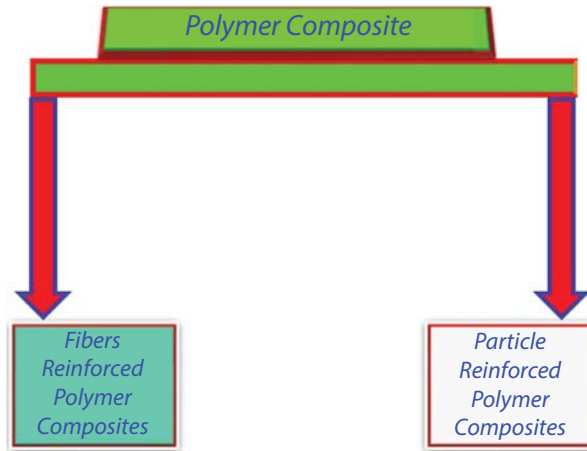 Polymer Composite
Fibers
Reinforced
Polymer
Composites
Particle
Reinforced
Polymer
Composites